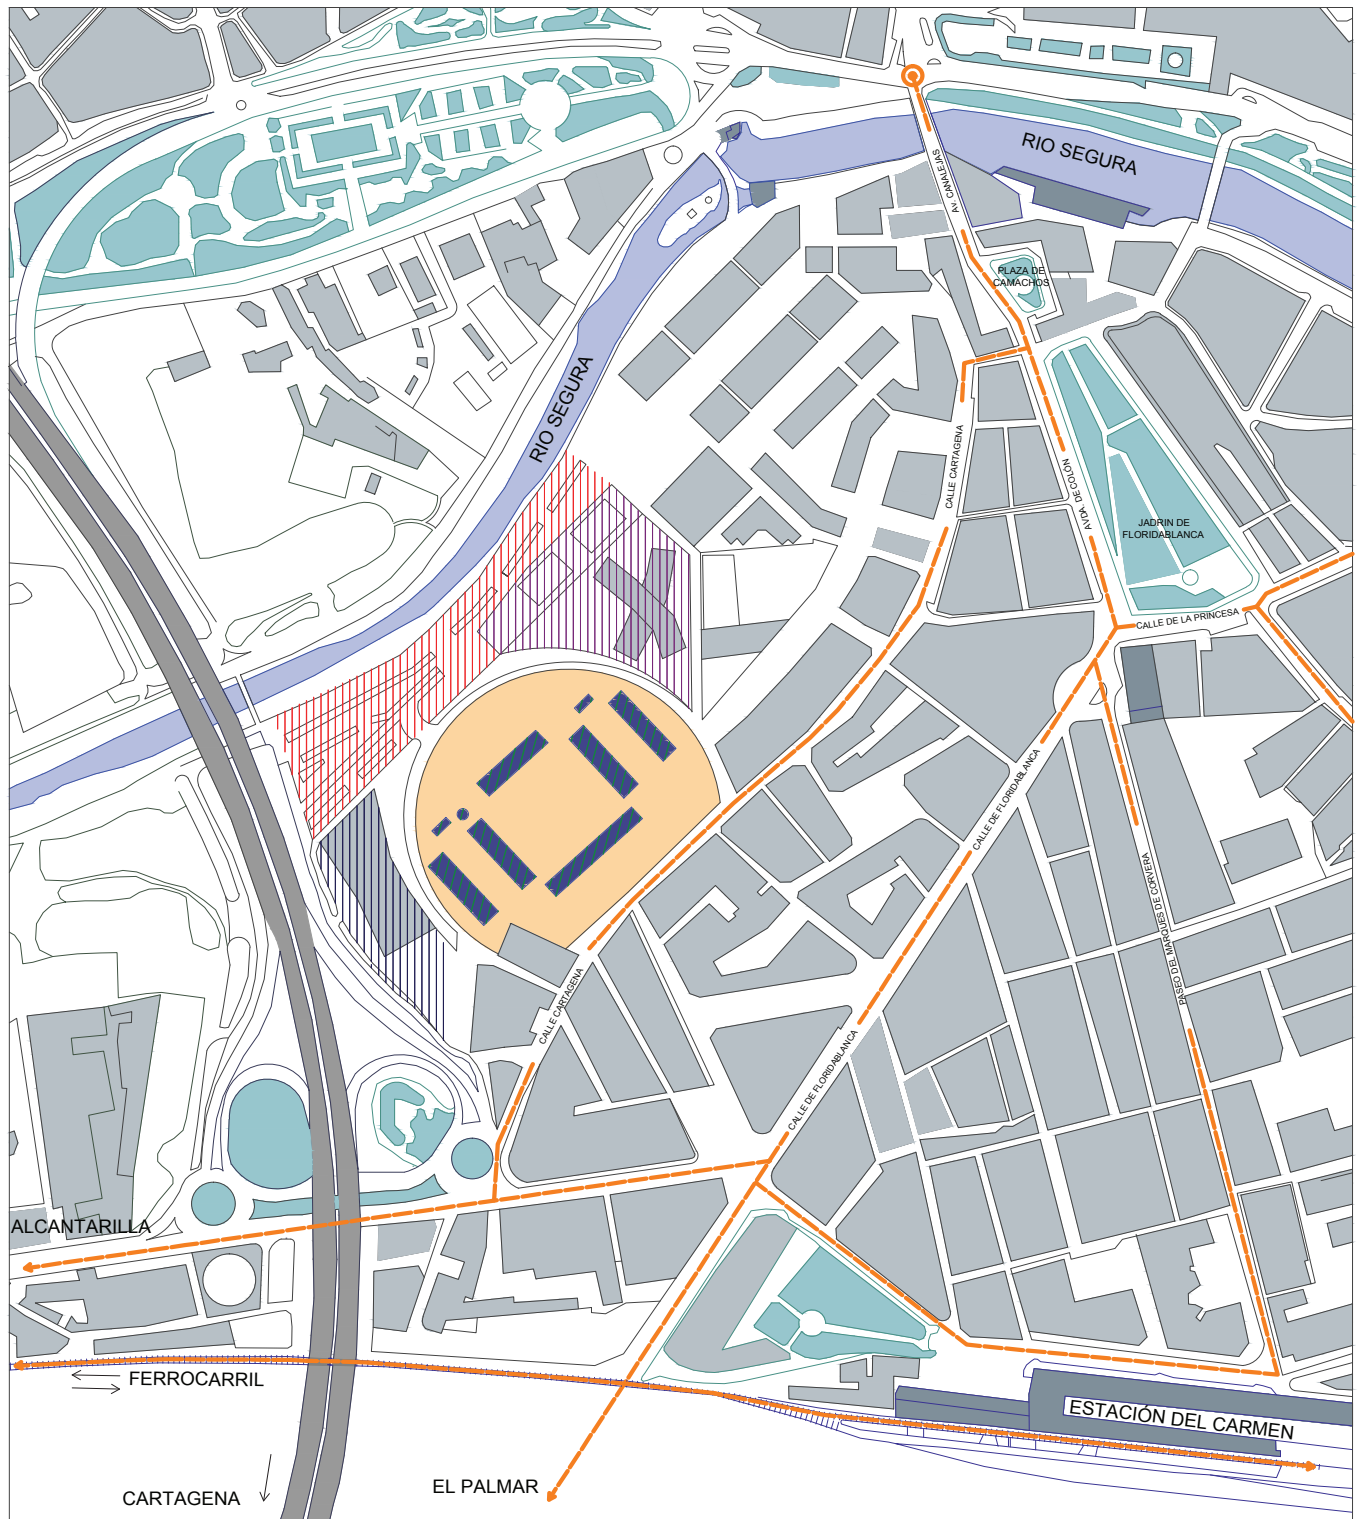 RIO SEGURA
AV. CANALEJAS
PLAZA DE
CAMACHOS
RIO SEGURA
CALLE CARTAGENA
AVDA. DE COLÓN
JADRIN DE
FLORIDABLANCA
CALLE DE LA PRINCESA
CALLE DE FLORIDABLANCA
PASEO DEL MARQUES DE CORVERA
CALLE CARTAGENA
CALLE DE FLORIDABLANCA
ALCANTARILLA
FERROCARRIL
ESTACIÓN DEL CARMEN
EL PALMAR
CARTAGENA